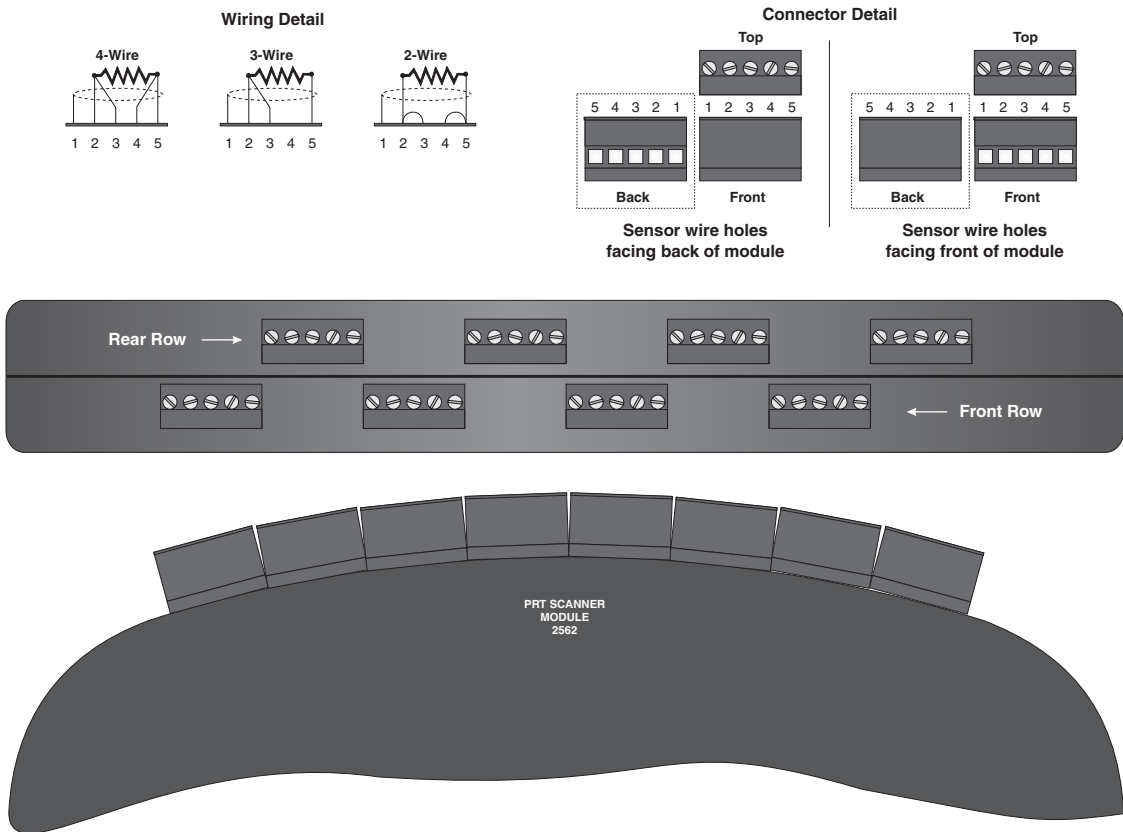 Wiring Detail
4-Wire
3-Wire
2-Wire
1 2 3 4 5
1 2 3 4 5
1 2 3 4 5
Connector Detail
Top
5 4 3 2 1
1 2 3 4 5
Back
Front
Sensor wire holes
facing back of module
Top
5 4 3 2 1
1 2 3 4 5
Back
Front
Sensor wire holes
facing front of module
Rear Row
Front Row
PRT SCANNER
MODULE
2562